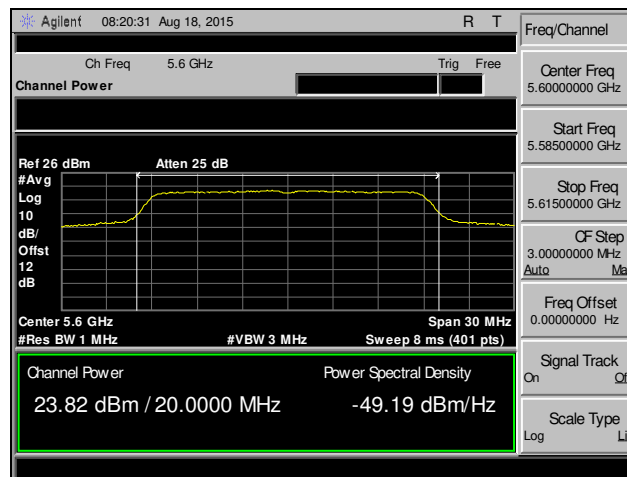 Agilent 08:20:31 Aug 18, 2015 R T
Freq/Channel
Ch Freq 5.6 GHz Trig Free
Channel Power
Center Freq
5.60000000 GHz
Start Freq
5.58500000 GHz
Ref 26 dBm Atten 25 dB
#Avg
Log
10
dB/
Offst
12
dB
Stop Freq
5.61500000 GHz
CF Step
3.00000000 MHz
Auto Ma
Freq Offset
0.00000000 Hz
Center 5.6 GHz Span 30 MHz
#Res BW 1 MHz #VBW 3 MHz Sweep 8 ms (401 pts)
Signal Track
On Of
Channel Power Power Spectral Density
23.82 dBm / 20.0000 MHz -49.19 dBm/Hz
Scale Type
Log Li